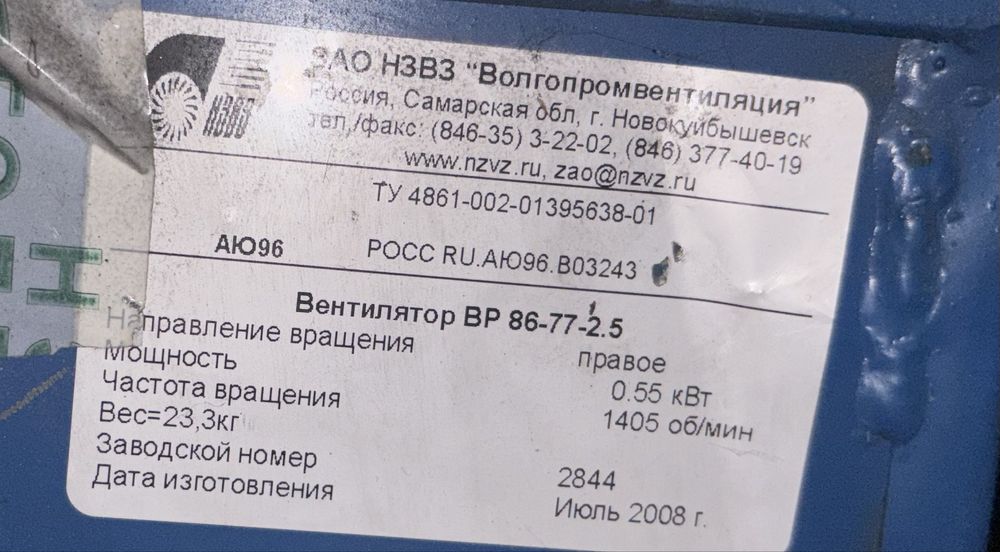 НЗВЗ
ЗАО НЗВЗ “Волгопромвентиляция”
Россия, Самарская обл, г. Новокуйбышевск
тел./факс: (846-35) 3-22-02, (846) 377-40-19
www.nzvz.ru, zao@nzvz.ru
ТУ 4861-002-01395638-01
АЮ96 РОСС RU.АЮ96.В03243
Вентилятор ВР 86-77-2.5
Направление вращения правое
Мощность 0.55 кВт
Частота вращения 1405 об/мин
Вес=23,3кг
Заводской номер 2844
Дата изготовления Июль 2008 г.